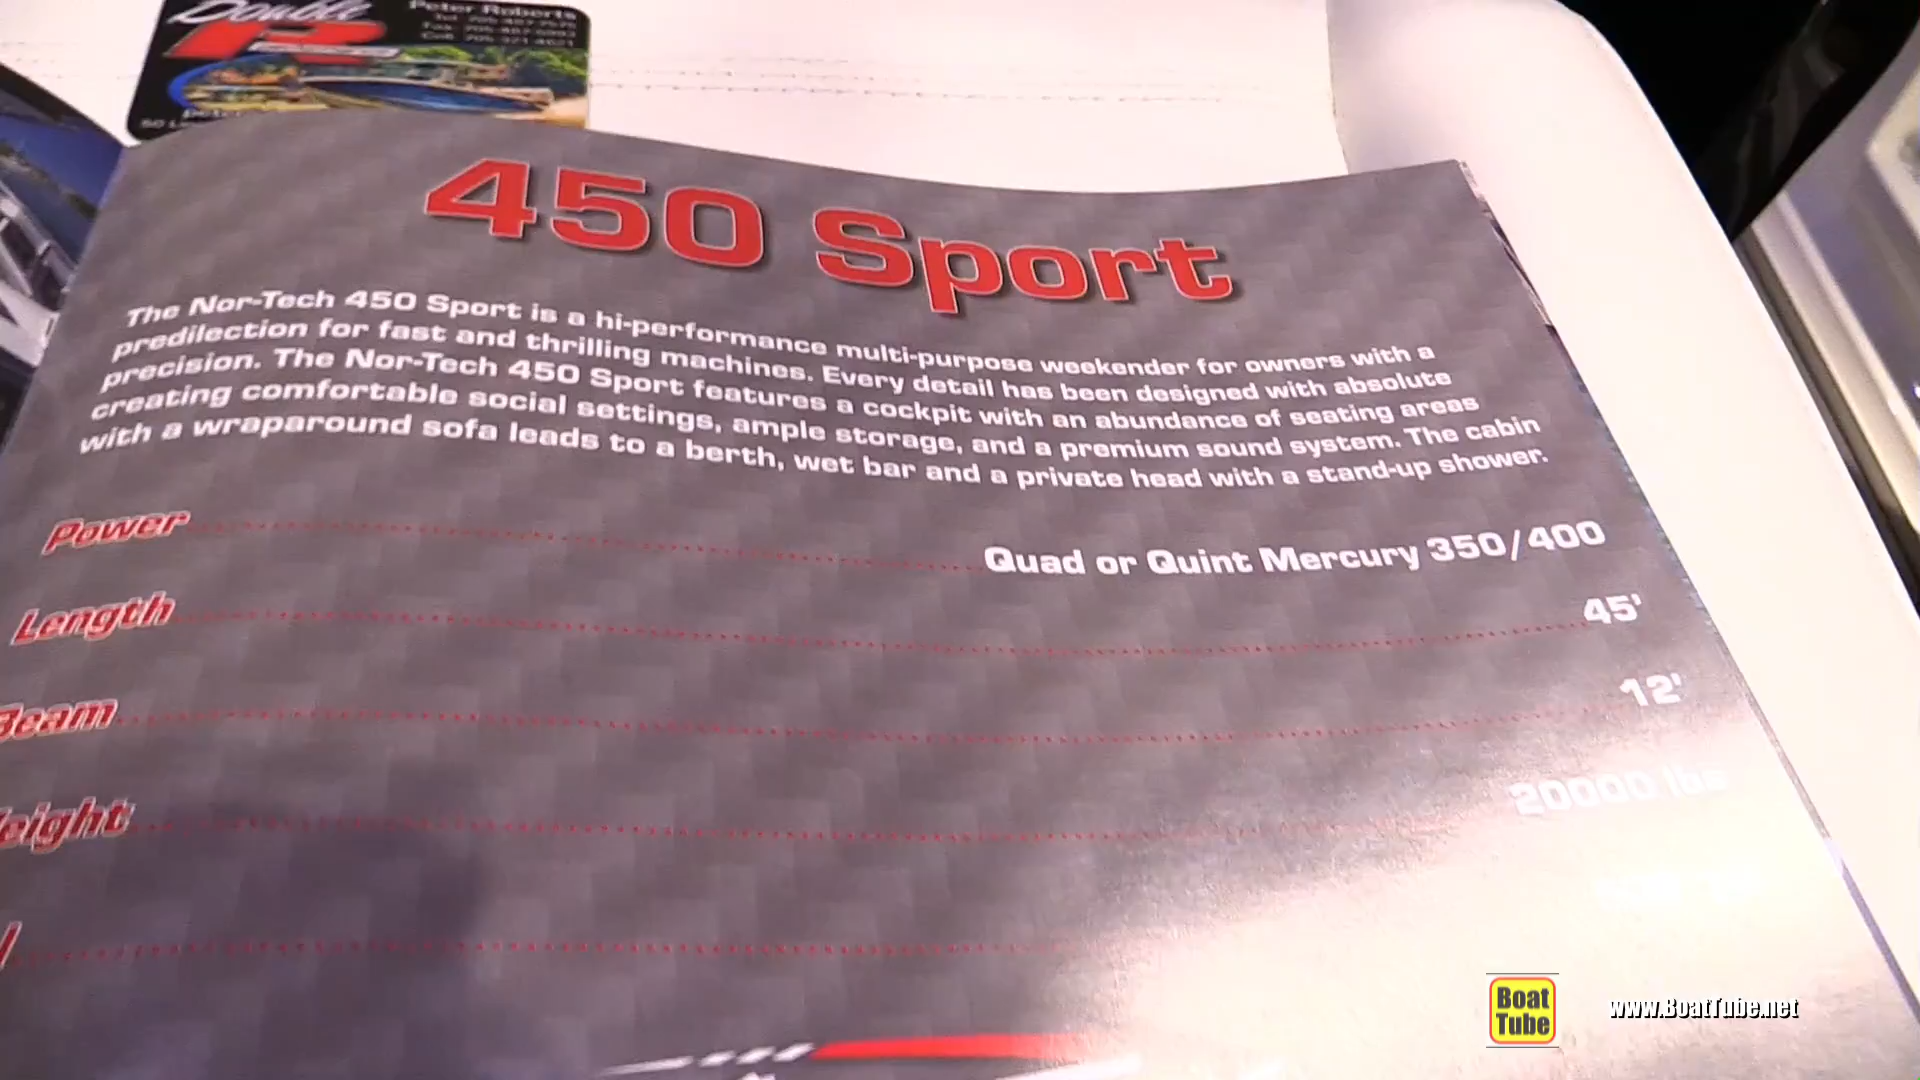 Double
R
Peter Roberts
450 Sport
The Nor-Tech 450 Sport is a hi-performance multi-purpose weekender for owners with a
predilection for fast and thrilling machines. Every detail has been designed with absolute
precision. The Nor-Tech 450 Sport features a cockpit with an abundance of seating areas
creating comfortable social settings, ample storage, and a premium sound system. The cabin
with a wraparound sofa leads to a berth, wet bar and a private head with a stand-up shower.
Power Quad or Quint Mercury 350/400
Length 45'
Beam 12'
eight 20000 lbs
Boat
Tube
www.BoatTube.net